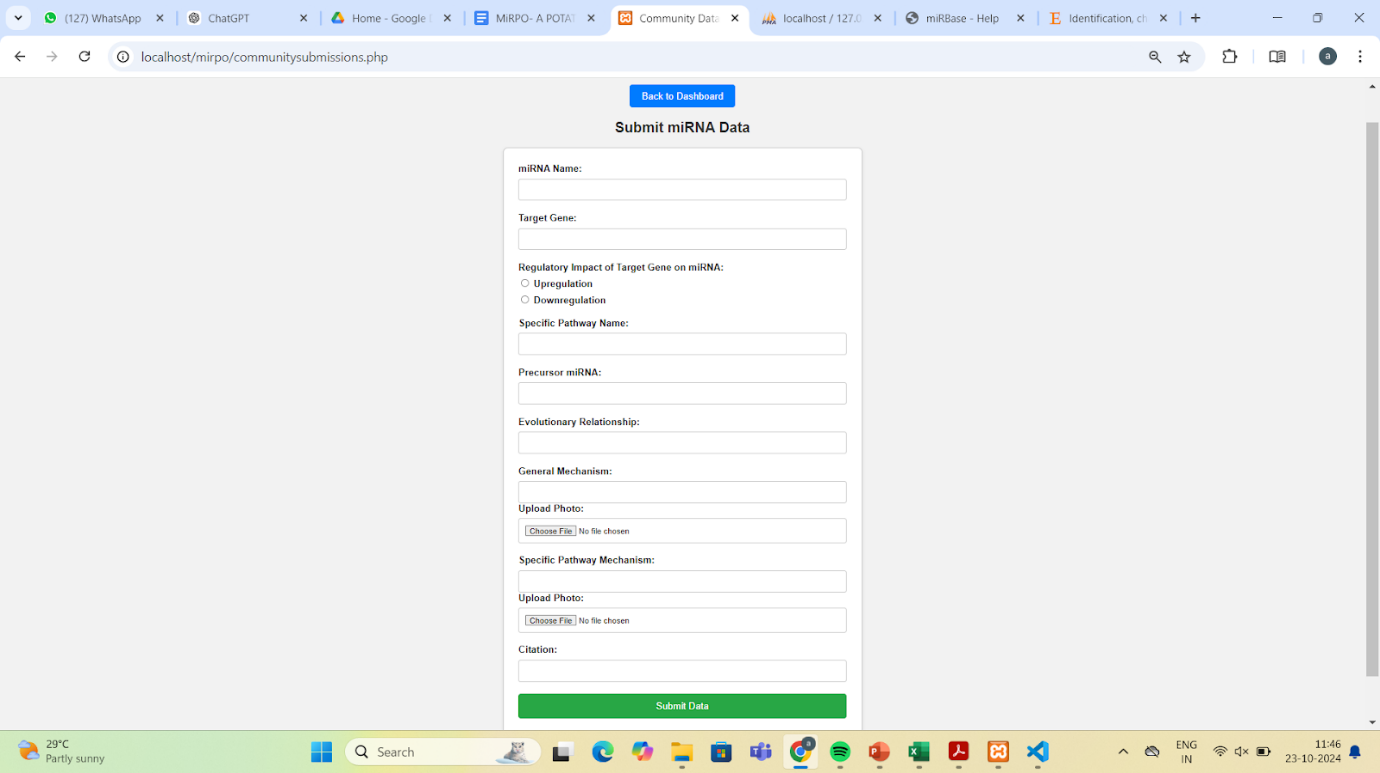 (127) WhatsApp
ChatGPT
Home - Google
MiRPO- A POTA
Community Data
localhost / 127.0
miRBase - Help
Identification, ch
localhost/mirpo/communitysubmissions.php
a
Back to Dashboard
Submit miRNA Data
miRNA Name:
Target Gene:
Regulatory Impact of Target Gene on miRNA:
Upregulation
Downregulation
Specific Pathway Name:
Precursor miRNA:
Evolutionary Relationship:
General Mechanism:
Upload Photo:
Choose File No file chosen
Specific Pathway Mechanism:
Upload Photo:
Choose File No file chosen
Citation:
Submit Data
29°C
Partly sunny
Search
ENG
IN
11:46
23-10-2024